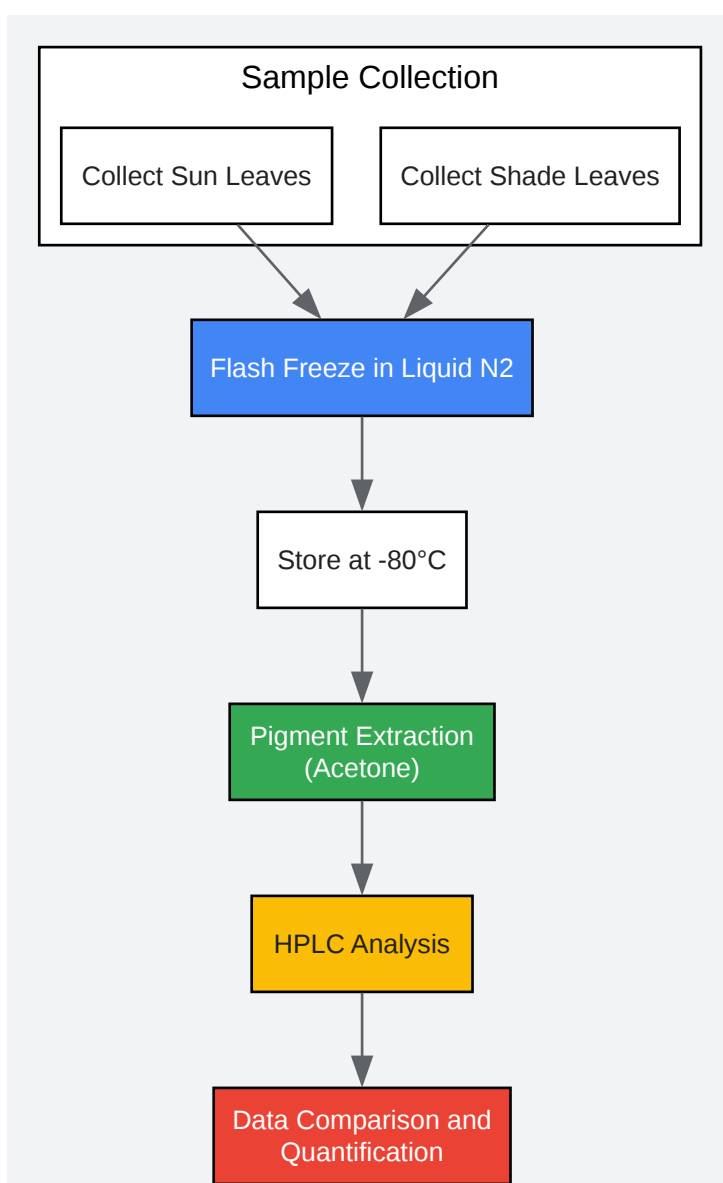 Sample Collection
Collect Sun Leaves
Collect Shade Leaves
Flash Freeze in Liquid N2
Store at -80°C
Pigment Extraction
(Acetone)
HPLC Analysis
Data Comparison and
Quantification